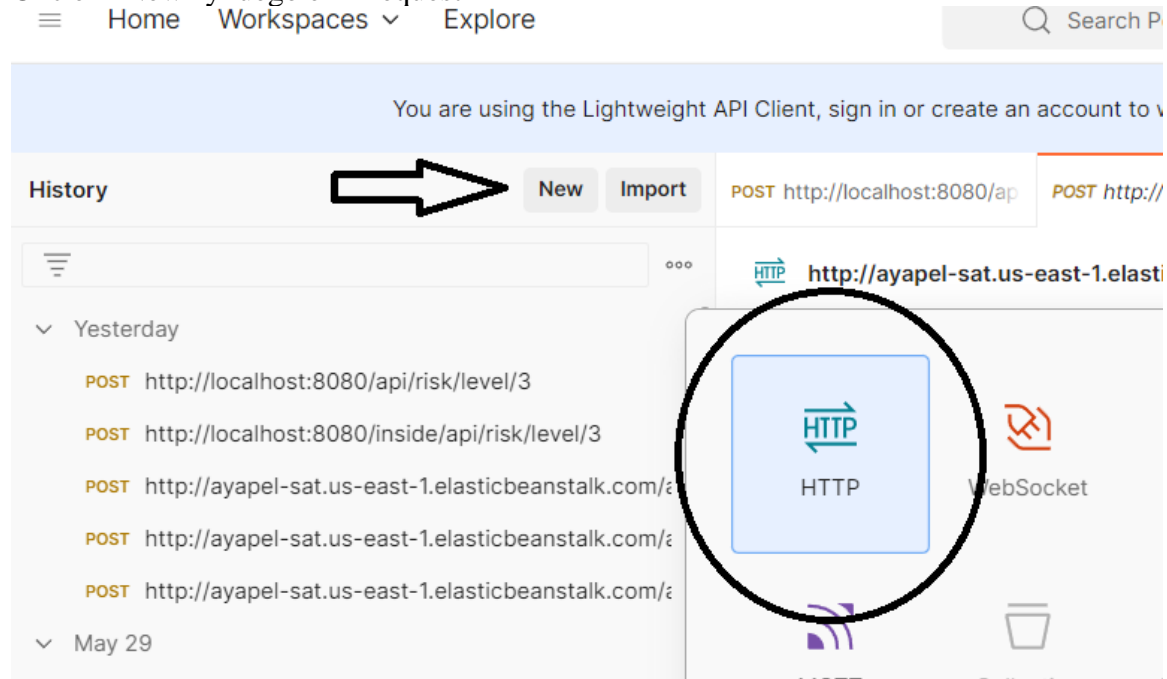 Home Workspaces Explore
Search P
You are using the Lightweight API Client, sign in or create an account to
History New Import POST http://localhost:8080/ap POST http://
http://ayapel-sat.us-east-1.elasti
HTTP
Yesterday
POST http://localhost:8080/api/risk/level/3
POST http://localhost:8080/inside/api/risk/level/3
POST http://ayapel-sat.us-east-1.elasticbeanstalk.com/a
POST http://ayapel-sat.us-east-1.elasticbeanstalk.com/a
POST http://ayapel-sat.us-east-1.elasticbeanstalk.com/a
May 29
HTTP
HTTP WebSocket